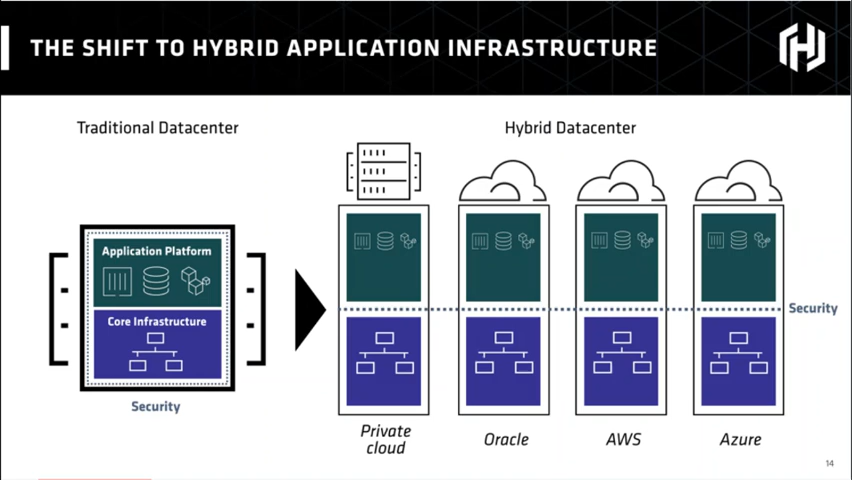 THE SHIFT TO HYBRID APPLICATION INFRASTRUCTURE
Traditional Datacenter
Hybrid Datacenter
Application Platform
Core Infrastructure
Security
Security
Private
cloud
Oracle
AWS
Azure
14